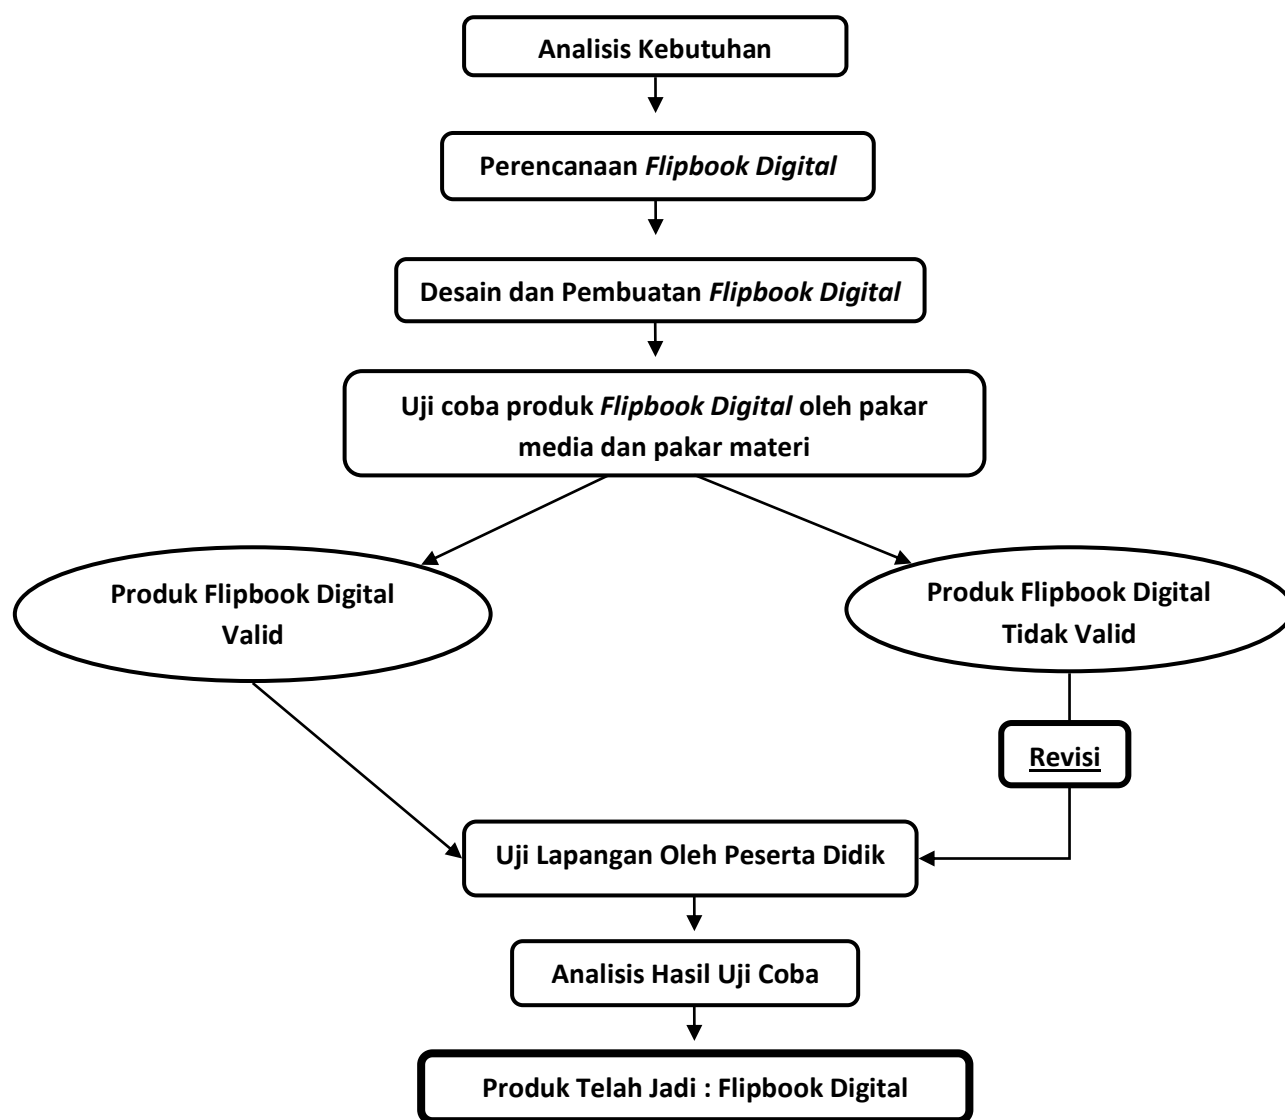 Analisis Kebutuhan
Perencanaan Flipbook Digital
Desain dan Pembuatan Flipbook Digital
Uji coba produk Flipbook Digital oleh pakar
media dan pakar materi
Produk Flipbook Digital
Valid
Produk Flipbook Digital
Tidak Valid
Revisi
Uji Lapangan Oleh Peserta Didik
Analisis Hasil Uji Coba
Produk Telah Jadi : Flipbook Digital